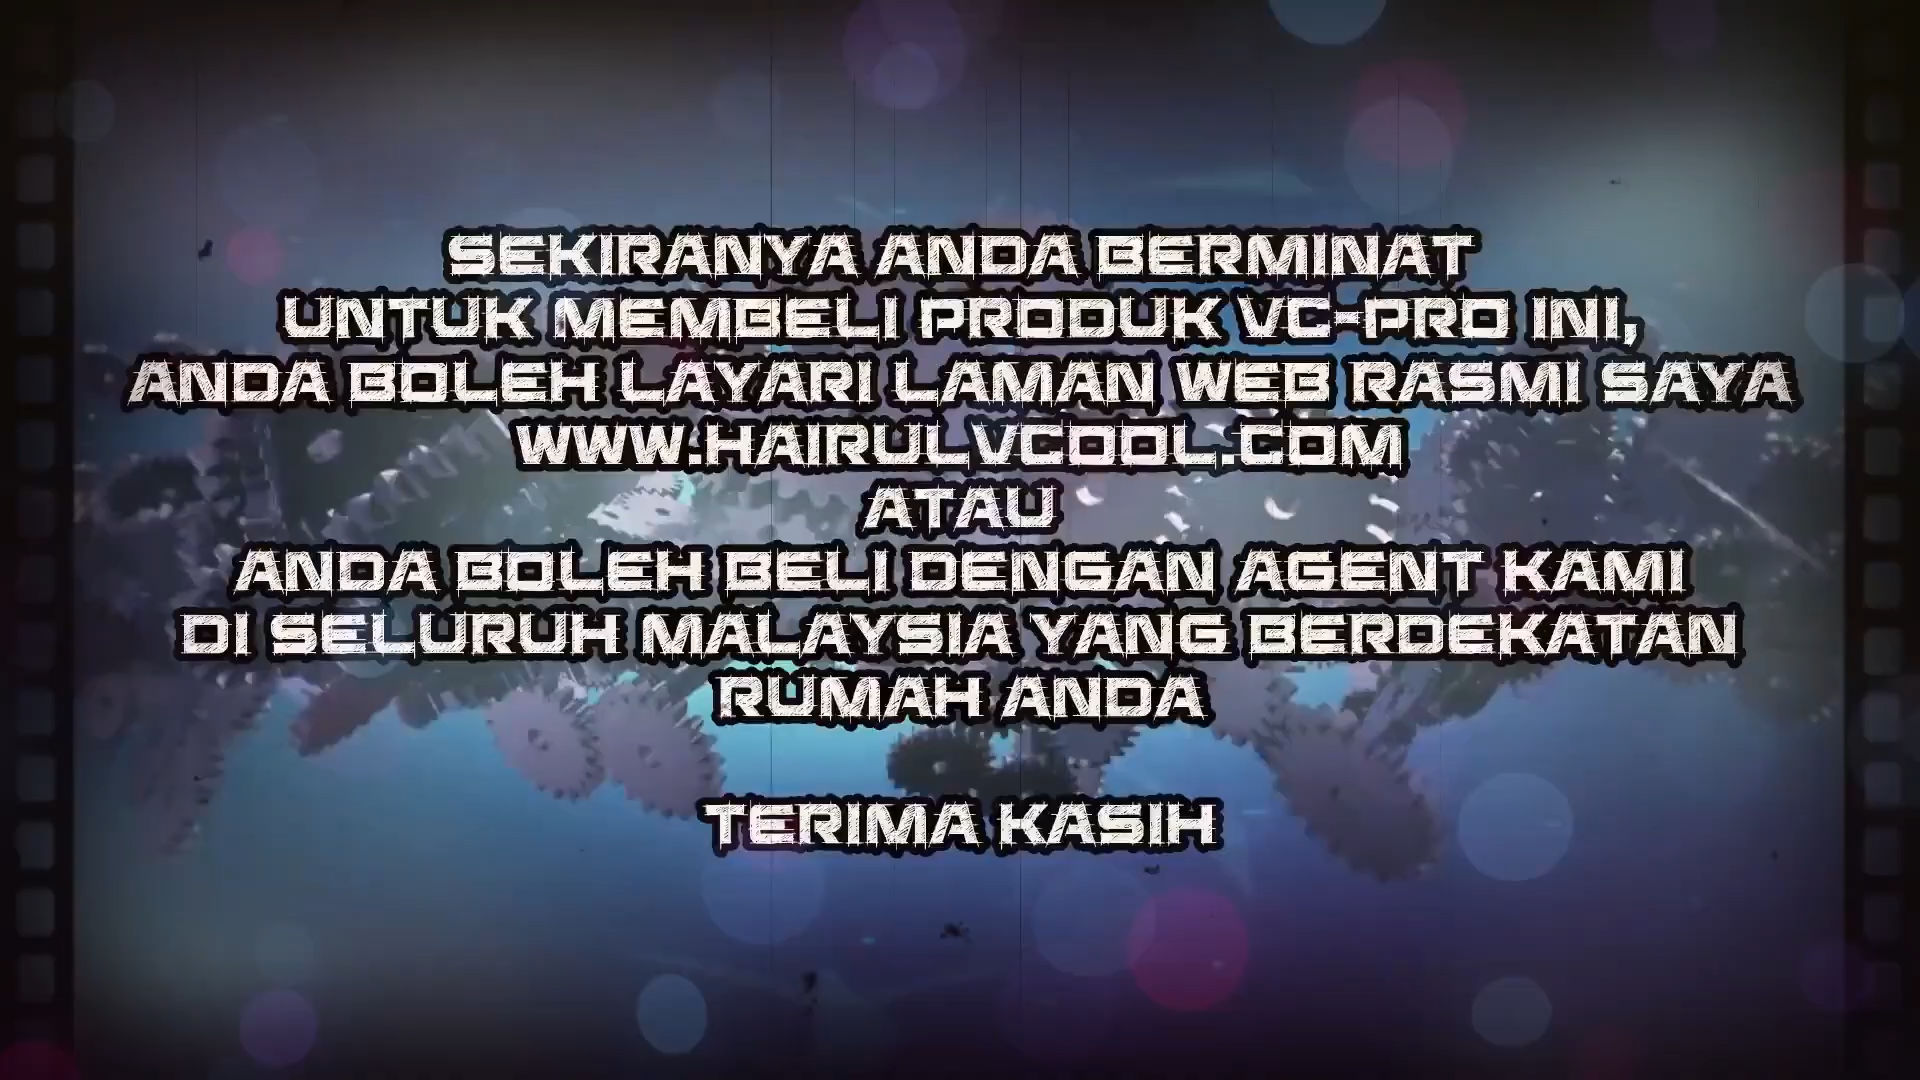 SEKIRANYA ANDA BERMINAT
UNTUK MEMBELI PRODUK VC-PRO INI,
ANDA BOLEH LAYARI LAMAN WEB RASMI SAYA
WWW.HAIRULVCOOL.COM
ATAU
ANDA BOLEH BELI DENGAN AGENT KAMI
DI SELURUH MALAYSIA YANG BERDEKATAN
RUMAH ANDA
TERIMA KASIH